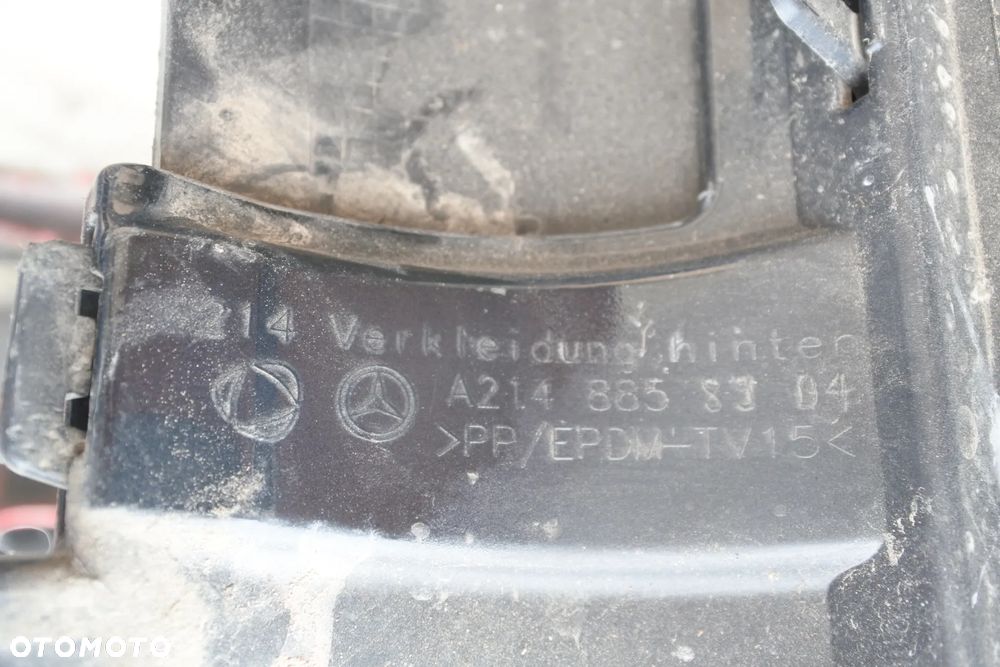 214 Verkleidung hinten
A214 885 83 04
>PP/EPDM-TV15<
OTOMOTO